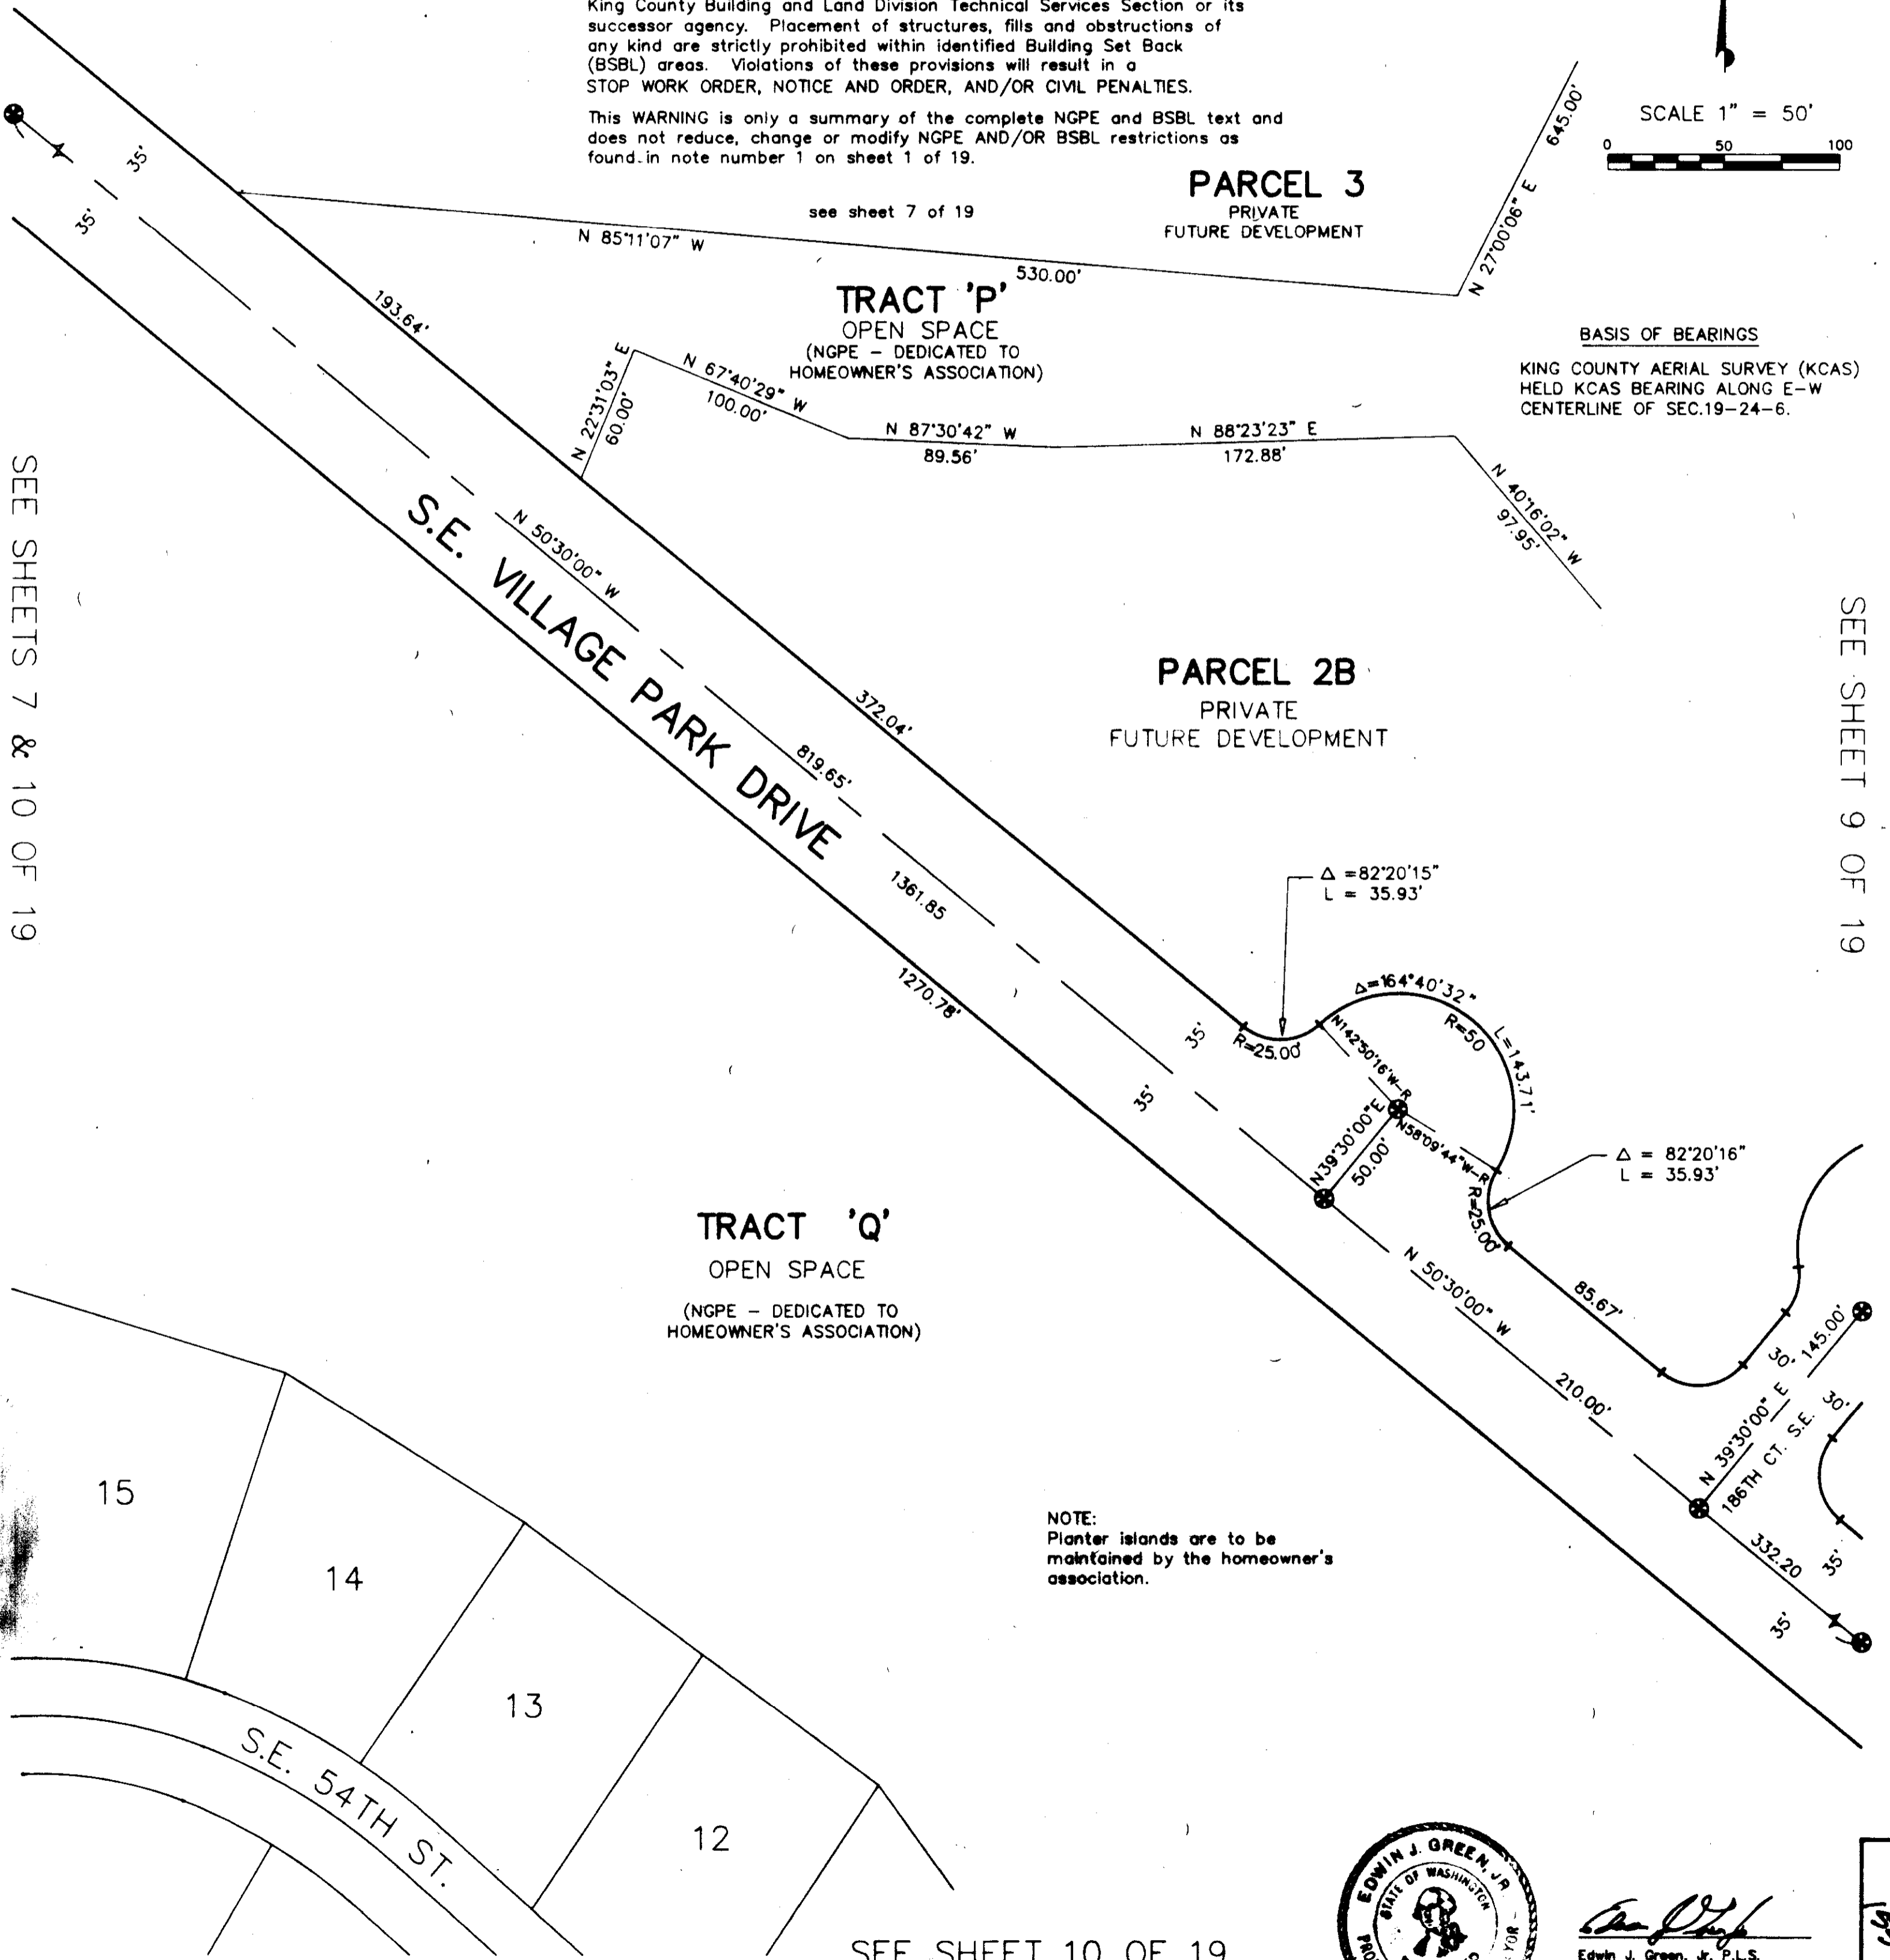 King County Building and Land Division Technical Services Section or its
successor agency. Placement of structures, fills and obstructions of
any kind are strictly prohibited within identified Building Set Back
(BSBL) areas. Violations of these provisions will result in a
STOP WORK ORDER, NOTICE AND ORDER, AND/OR CIVIL PENALTIES.
This WARNING is only a summary of the complete NGPE and BSBL text and
does not reduce, change or modify NGPE AND/OR BSBL restrictions as
found in note number 1 on sheet 1 of 19.
SCALE 1" = 50'
0 50 100
645.00'
N 27°00'06" E
PARCEL 3
PRIVATE
FUTURE DEVELOPMENT
see sheet 7 of 19
N 85°11'07" W
530.00'
35'
35'
193.64'
TRACT 'P'
OPEN SPACE
(NGPE - DEDICATED TO
HOMEOWNER'S ASSOCIATION)
BASIS OF BEARINGS
KING COUNTY AERIAL SURVEY (KCAS)
HELD KCAS BEARING ALONG E-W
CENTERLINE OF SEC.19-24-6.
N 22°31'03" E
60.00'
N 67°40'29" W
100.00'
N 87°30'42" W
89.56'
N 88°23'23" E
172.88'
N 40°16'02" W
97.95'
SEE SHEETS 7 & 10 OF 19
SEE SHEET 9 OF 19
N 50°30'00" W
S.E. VILLAGE PARK DRIVE
372.04'
819.65'
1361.85
1270.78'
PARCEL 2B
PRIVATE
FUTURE DEVELOPMENT
Δ =82°20'15"
L = 35.93'
Δ=164°40'32"
R=50
L=143.71'
R=25.00'
N142°50'16"W-R
35'
35'
N39°30'00"E
50.00'
N58°09'44"W-R
R=25.00'
Δ = 82°20'16"
L = 35.93'
N 50°30'00" W
85.67'
210.00'
TRACT 'Q'
OPEN SPACE
(NGPE - DEDICATED TO
HOMEOWNER'S ASSOCIATION)
145.00'
30'
N 39°30'00" E
30'
186TH CT. S.E.
332.20
35'
35'
NOTE:
Planter islands are to be
maintained by the homeowner's
association.
15
14
13
12
S.E. 54TH ST.
SEE SHEET 10 OF 19
EDWIN J. GREEN, JR.
STATE OF WASHINGTON
Edwin J. Green, Jr. P.L.S.